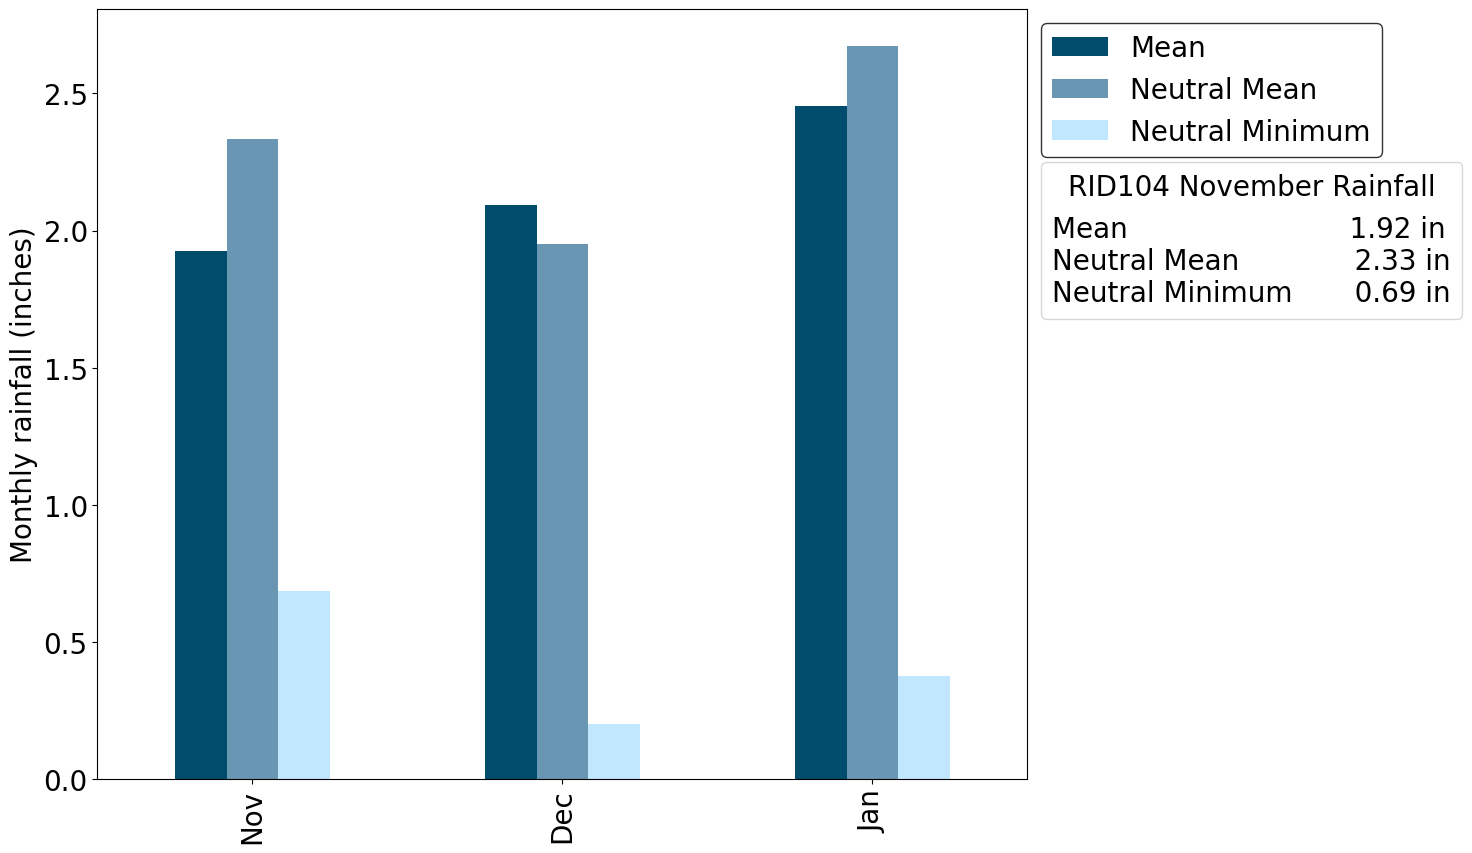 Monthly rainfall (inches)
2.5
2.0
1.5
1.0
0.5
0.0
Nov
Dec
Jan
Mean
Neutral Mean
Neutral Minimum
RID104 November Rainfall
Mean 1.92 in
Neutral Mean 2.33 in
Neutral Minimum 0.69 in